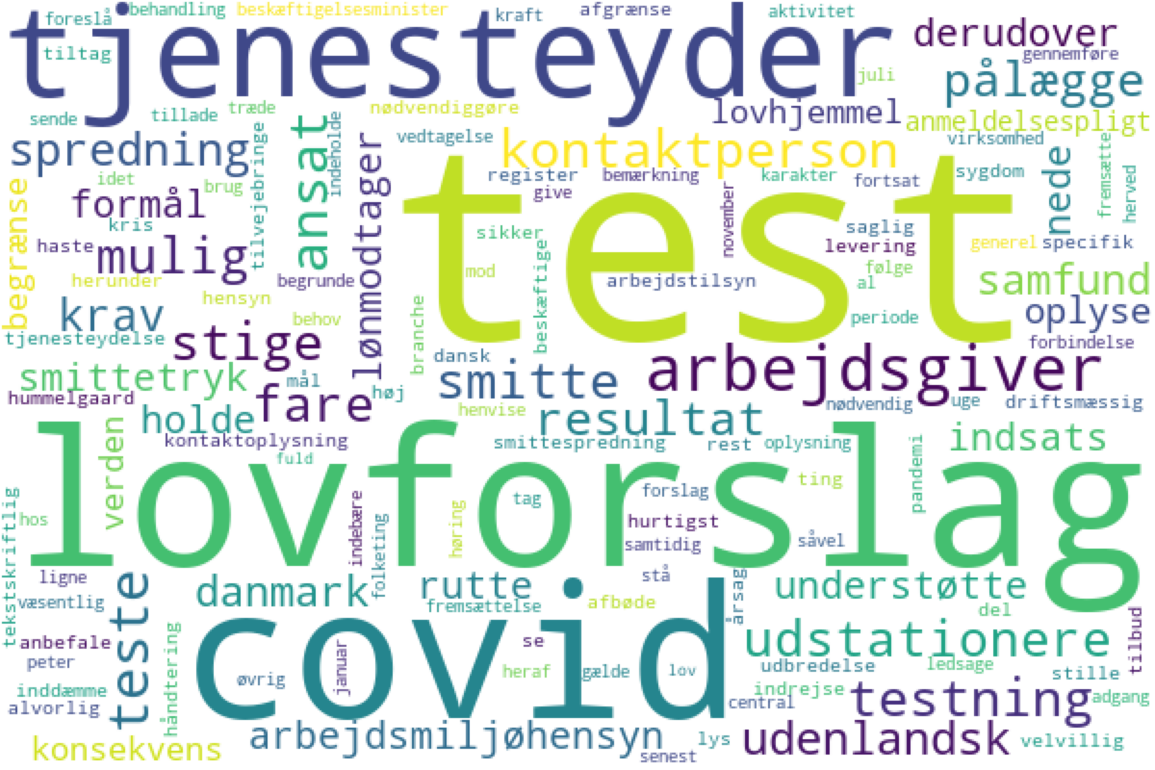 foreslå
behandling
beskæftigelsesminister
kraft
afgrænse
aktivitet
tjenesteyder
derudover
tiltag
gennemføre
juli
pålægge
sende
tillade
træde
nødvendiggøre
lovhjemmel
anmeldelsespligt
spredning
tilvejebringe
ansat
indeholde
lønmodtager
vedtagelse
kontaktperson
virksomhed
nede
fremsætte
herved
idet
brug
register
bemærkning
karakter
fortsat
sygdom
begrænse
formål
give
november
test
kris
sikker
saglig
haste
mulig
levering
generel
specifik
herunder
begrunde
mod
beskæftige
arbejdstilsyn
følge
al
samfund
hensyn
krav
behov
branche
periode
oplyse
tjenesteydelse
stige
dansk
forbindelse
smittetryk
mål
høj
smitte
arbejdsgiver
hummelgaard
fare
henvise
nødvendig
uge
driftsmæssig
holde
resultat
verden
kontaktoplysning
smittespredning
rest
oplysning
pandemi
indsats
fuld
lovforslag
tekstskriftlig
hos
indebære
folketing
høring
tag
forslag
ting
hurtigst
samtidig
såvel
ligne
teste
danmark
rutte
stå
årsag
understøtte
væsentlig
fremsættelse
afbøde
del
anbefale
håndtering
covid
se
udstationere
tilbud
peter
øvrig
januar
heraf
gælde
lov
udbredelse
ledsage
stille
inddæmme
indrejse
adgang
alvorlig
central
testning
konsekvens
arbejdsmiljøhensyn
lys
udenlandsk
velvillig
senest